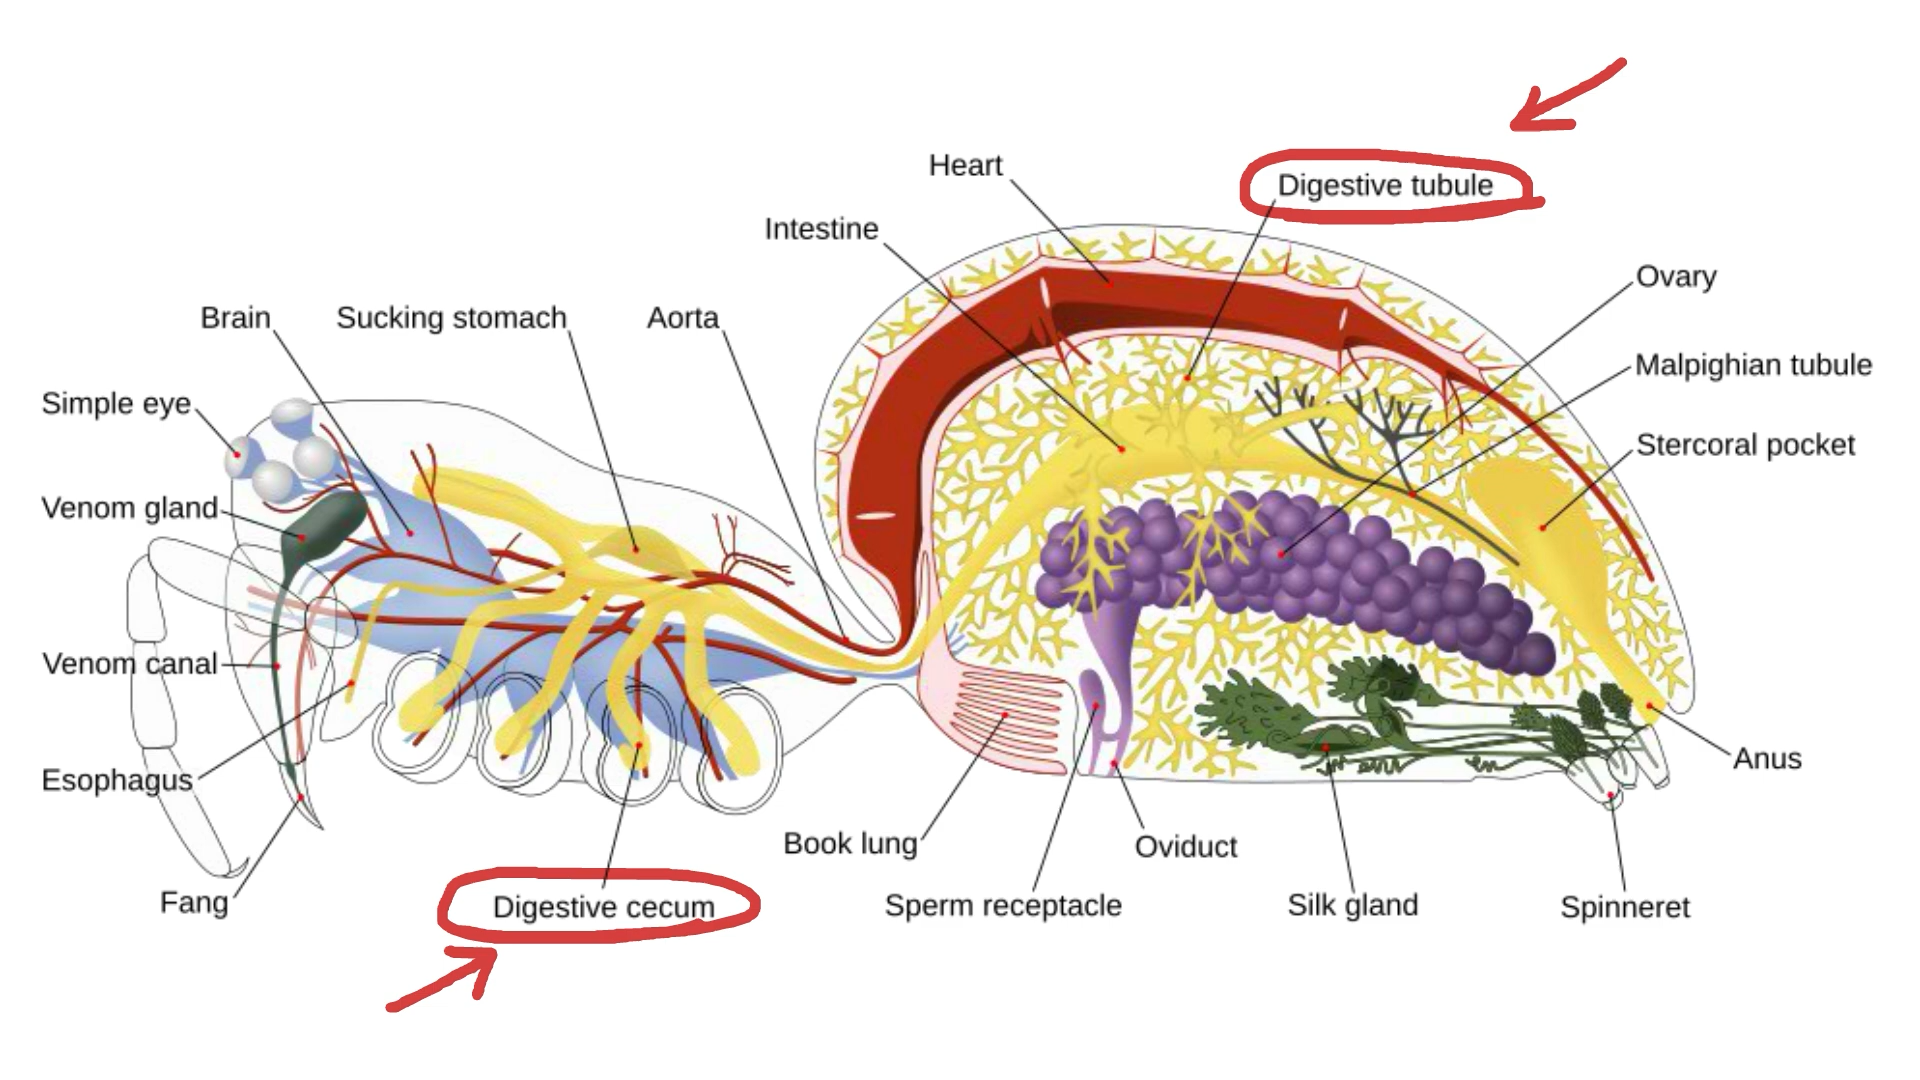 Heart
Digestive tubule
Intestine
Ovary
Brain
Sucking stomach
Aorta
Malpighian tubule
Simple eye
Stercoral pocket
Venom gland
Venom canal
Anus
Esophagus
Book lung
Oviduct
Fang
Digestive cecum
Sperm receptacle
Silk gland
Spinneret